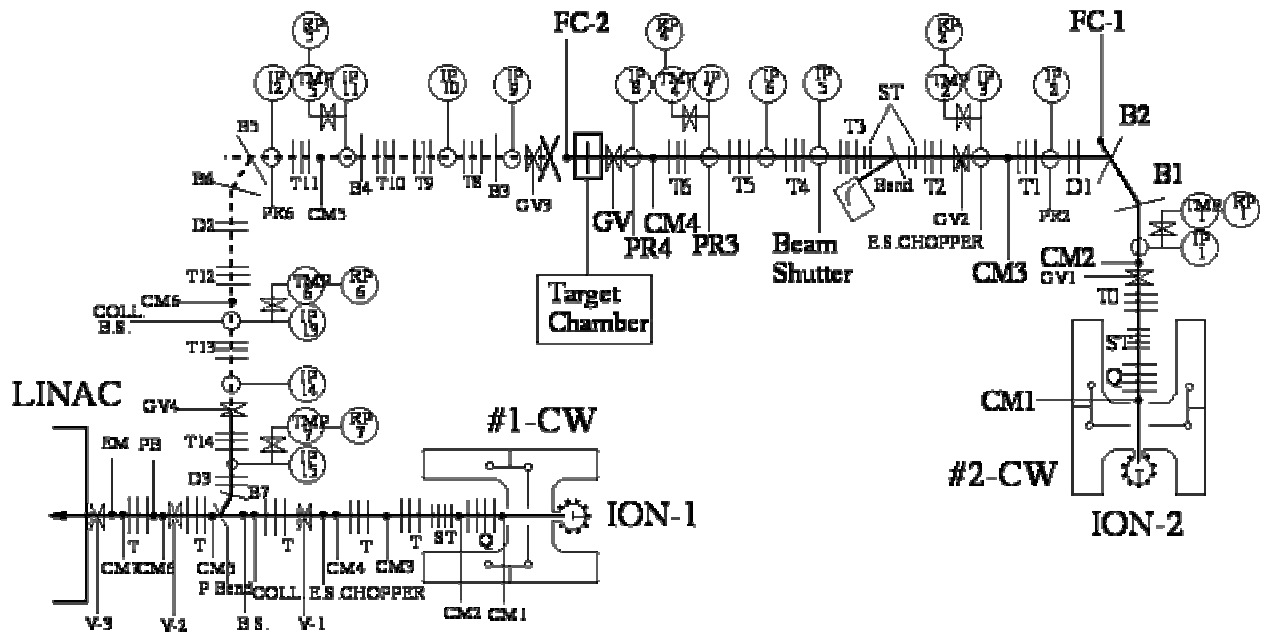 RP 5
FC-2
RP 4
RP 2
FC-1
IP 12
TMP 5
IP 11
IP 10
IP 9
IP 8
TMP 4
IP 7
IP 6
IP 5
ST
TMP 2
IP 3
IP 2
B5
T3
B2
B6
T11
B4
T10
T9
T8
B3
GV3
T6
T5
T4
Bend
T2
T1
D1
B1
PR6
CM5
GV
CM4
PR4
PR3
Beam
Shutter
GV2
E.S.CHOPPER
PR2
CM3
TMP 1
RP 1
IP 1
D2
CM2
GV1
T12
Target
Chamber
TMP 6
RP 6
T0
COLL.
B.S.
CM6
IP 13
ST
T13
Q
LINAC
IP 14
CM1
GV4
#1-CW
TMP 7
RP 7
EM
PB
T14
IP 15
#2-CW
D3
B7
ION-1
ION-2
T
T
T
T
T
ST
Q
CM7
CM6
CM5
P Bend
COLL.
E.S.CHOPPER
CM4
CM3
V-3
V-2
B.S.
V-1
CM2
CM1